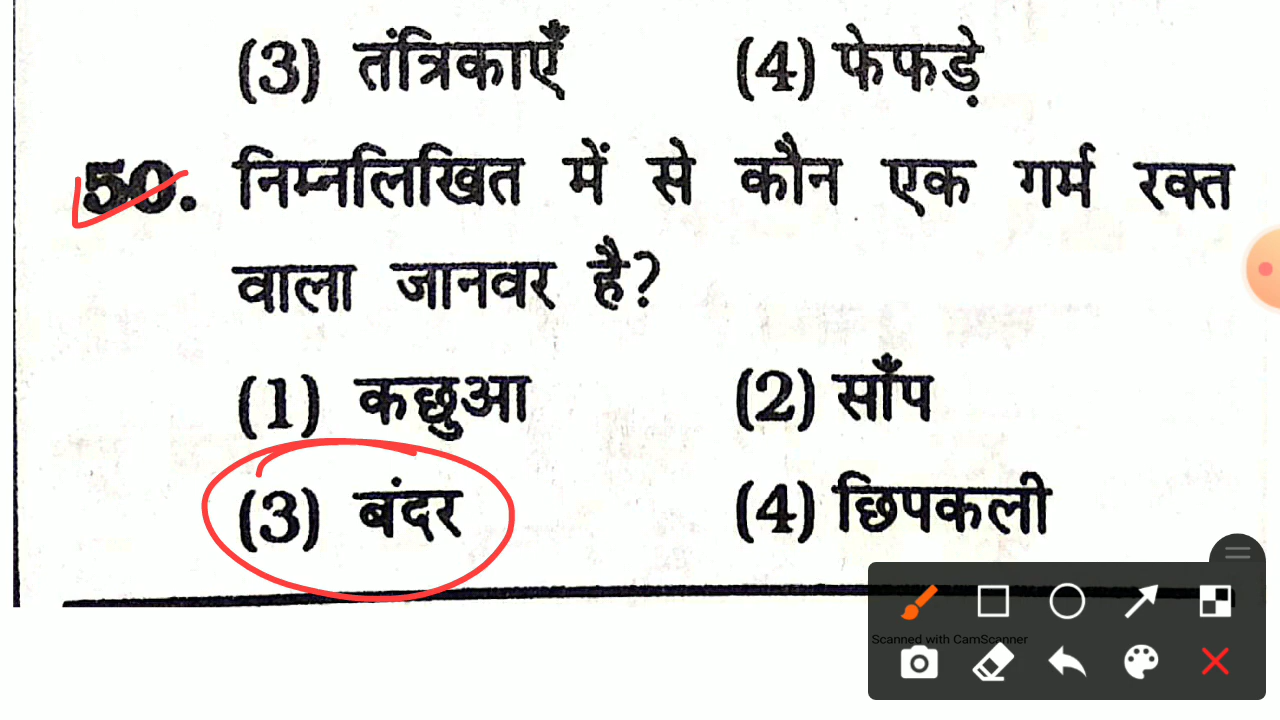 (3) तंत्रिकाएँ (4) फेफड़े
50. निम्नलिखित में से कौन एक गर्म रक्त
वाला जानवर है?
(1) कछुआ (2) साँप
(3) बंदर (4) छिपकली
Scanned with CamScanner